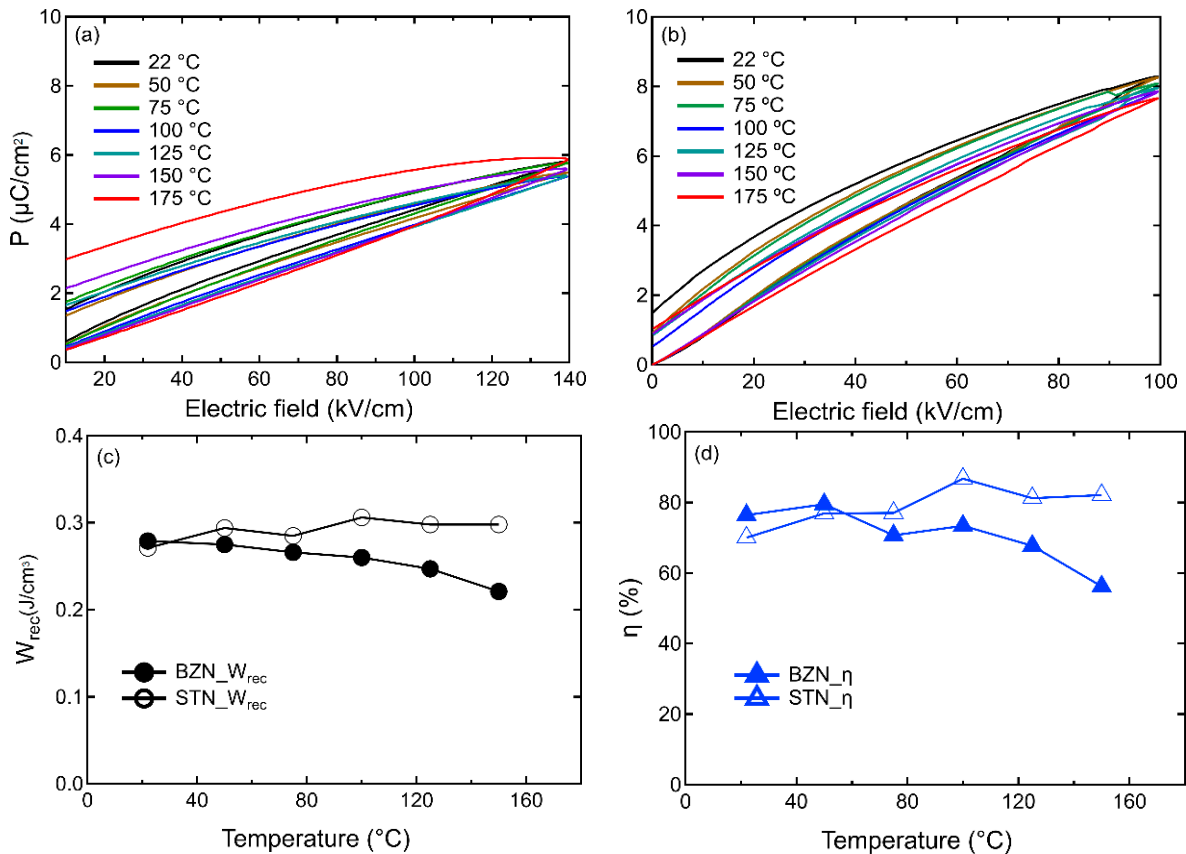 (a)
10
8
6
4
2
0
P (µC/cm²)
22 °C
50 °C
75 °C
100 °C
125 °C
150 °C
175 °C
20 40 60 80 100 120 140
Electric field (kV/cm)
(b)
10
8
6
4
2
0
22 °C
50 ºC
75 ºC
100 ºC
125 ºC
150 ºC
175 ºC
0 20 40 60 80 100
Electric field (kV/cm)
(c)
0.4
0.3
0.2
0.1
0.0
W_rec(J/cm³)
BZN_W_rec
STN_W_rec
0 40 80 120 160
Temperature (°C)
(d)
100
80
60
40
20
0
η (%)
BZN_η
STN_η
0 40 80 120 160
Temperature (°C)